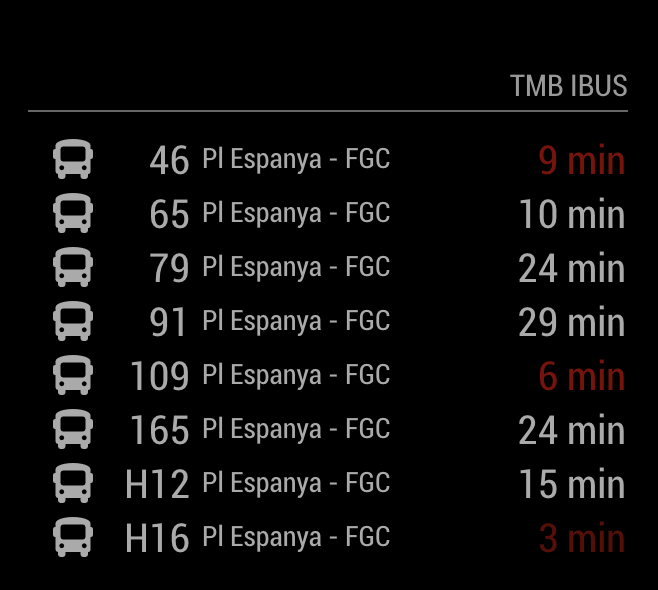 TMB IBUS
46 Pl Espanya - FGC 9 min
65 Pl Espanya - FGC 10 min
79 Pl Espanya - FGC 24 min
91 Pl Espanya - FGC 29 min
109 Pl Espanya - FGC 6 min
165 Pl Espanya - FGC 24 min
H12 Pl Espanya - FGC 15 min
H16 Pl Espanya - FGC 3 min